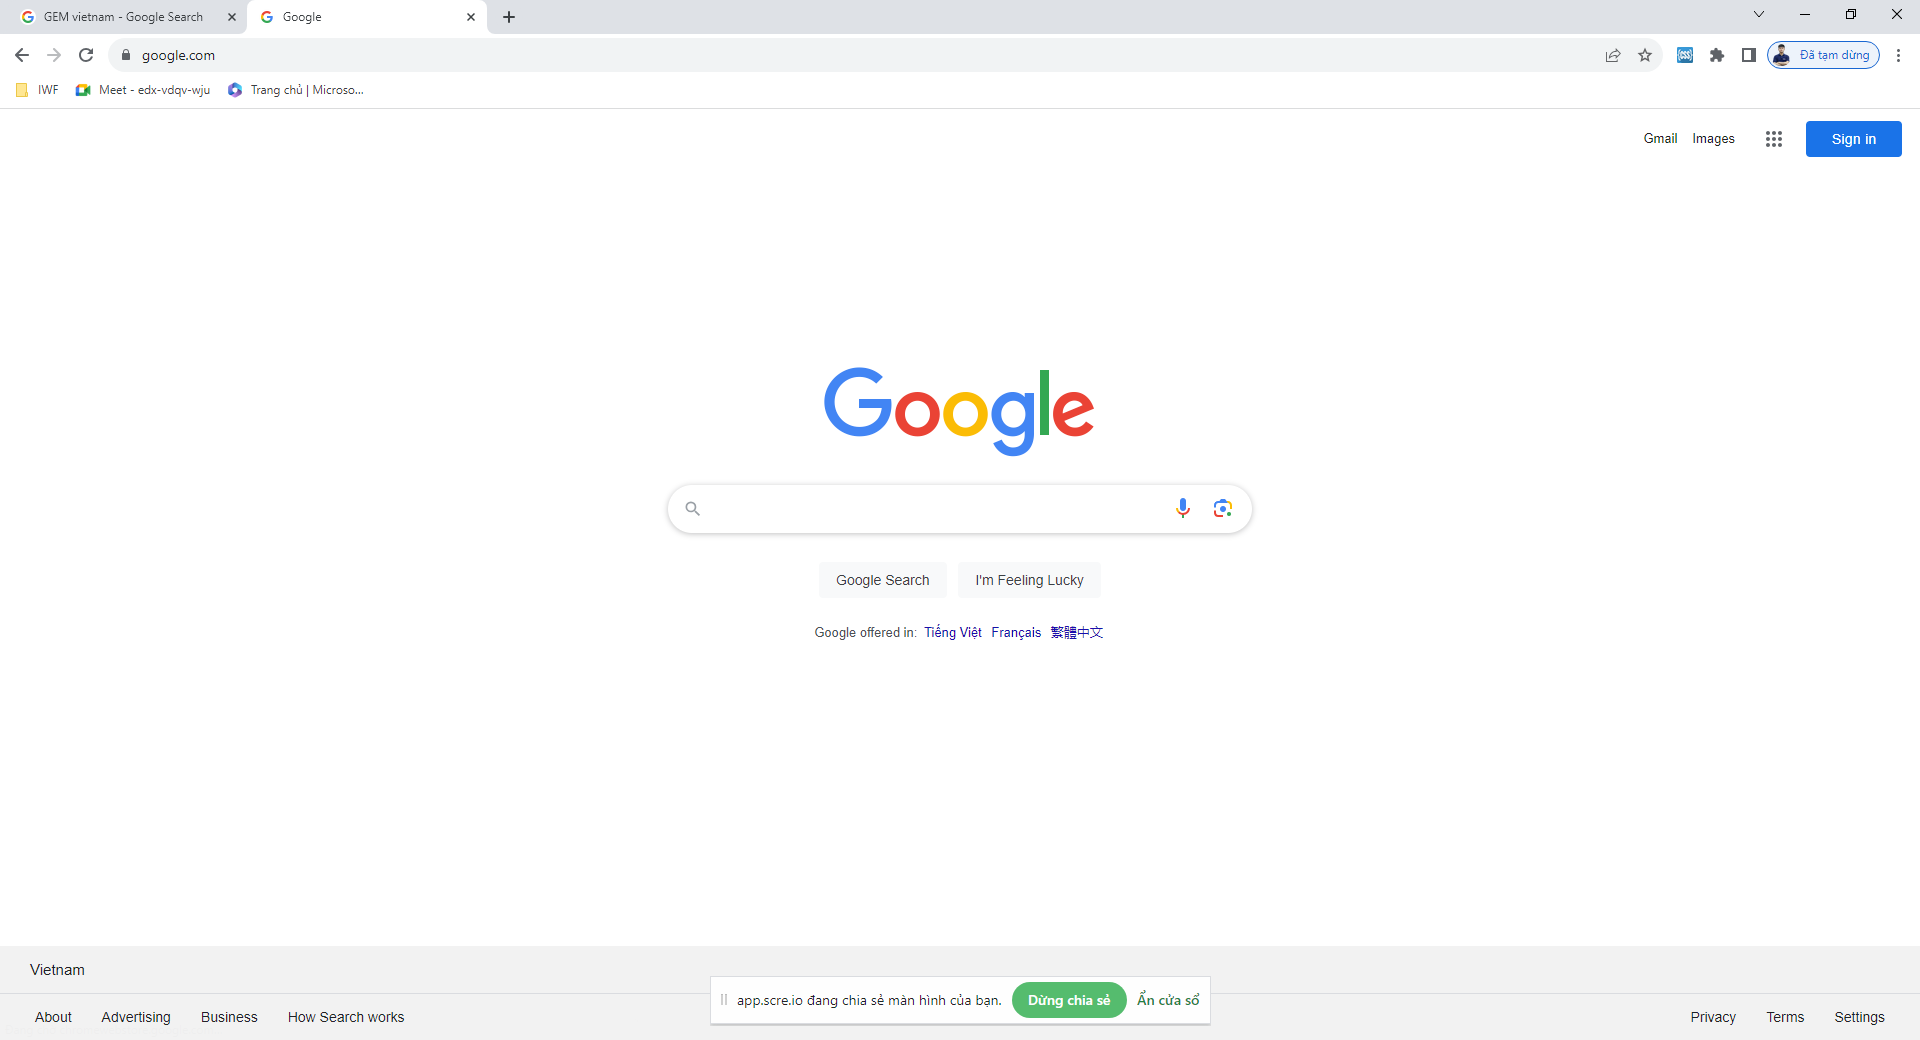 GEM vietnam - Google Search
Google
google.com
Đã tạm dừng
IWF
Meet - edx-vdqv-wju
Trang chủ | Microso...
Gmail
Images
Sign in
Google
Google Search
I'm Feeling Lucky
Google offered in: Tiếng Việt Français 繁體中文
Vietnam
app.scre.io đang chia sẻ màn hình của bạn.
Dừng chia sẻ
Ẩn cửa sổ
About
Advertising
Business
How Search works
Privacy
Terms
Settings